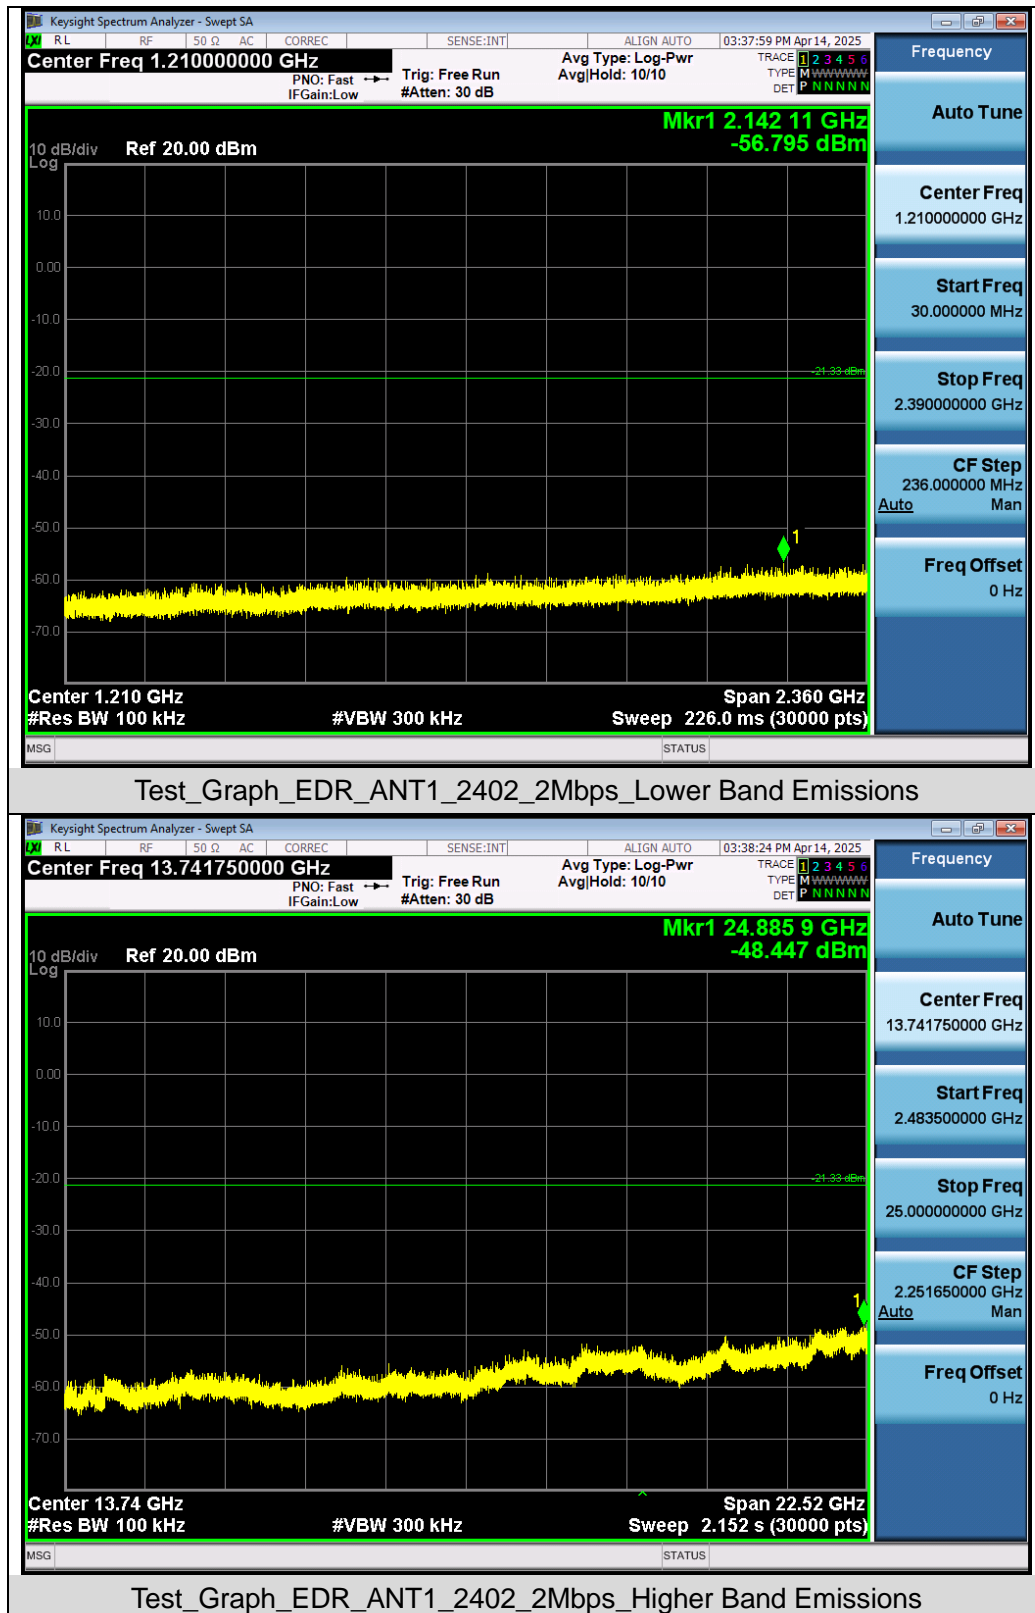 Keysight Spectrum Analyzer - Swept SA
LXI RL RF 50 Ω AC CORREC SENSE:INT ALIGN AUTO 03:37:59 PM Apr 14, 2025
Center Freq 1.210000000 GHz
PNO: Fast Trig: Free Run
IFGain:Low #Atten: 30 dB
Avg Type: Log-Pwr
Avg|Hold: 10/10
TRACE 1 2 3 4 5 6
TYPE M WWWWW
DET P N N N N N
Frequency
Mkr1 2.142 11 GHz
-56.795 dBm
10 dB/div Ref 20.00 dBm
Log
10.0
0.00
-10.0
-20.0
-30.0
-40.0
-50.0
-60.0
-70.0
-21.33 dBm
1
Center 1.210 GHz Span 2.360 GHz
#Res BW 100 kHz #VBW 300 kHz Sweep 226.0 ms (30000 pts)
MSG STATUS
Auto Tune
Center Freq
1.210000000 GHz
Start Freq
30.000000 MHz
Stop Freq
2.390000000 GHz
CF Step
236.000000 MHz
Auto Man
Freq Offset
0 Hz
Test_Graph_EDR_ANT1_2402_2Mbps_Lower Band Emissions
Keysight Spectrum Analyzer - Swept SA
LXI RL RF 50 Ω AC CORREC SENSE:INT ALIGN AUTO 03:38:24 PM Apr 14, 2025
Center Freq 13.741750000 GHz
PNO: Fast Trig: Free Run
IFGain:Low #Atten: 30 dB
Avg Type: Log-Pwr
Avg|Hold: 10/10
TRACE 1 2 3 4 5 6
TYPE M WWWWW
DET P N N N N N
Frequency
Mkr1 24.885 9 GHz
-48.447 dBm
10 dB/div Ref 20.00 dBm
Log
10.0
0.00
-10.0
-20.0
-30.0
-40.0
-50.0
-60.0
-70.0
-21.33 dBm
1
Center 13.74 GHz Span 22.52 GHz
#Res BW 100 kHz #VBW 300 kHz Sweep 2.152 s (30000 pts)
MSG STATUS
Auto Tune
Center Freq
13.741750000 GHz
Start Freq
2.483500000 GHz
Stop Freq
25.000000000 GHz
CF Step
2.251650000 GHz
Auto Man
Freq Offset
0 Hz
Test_Graph_EDR_ANT1_2402_2Mbps_Higher Band Emissions